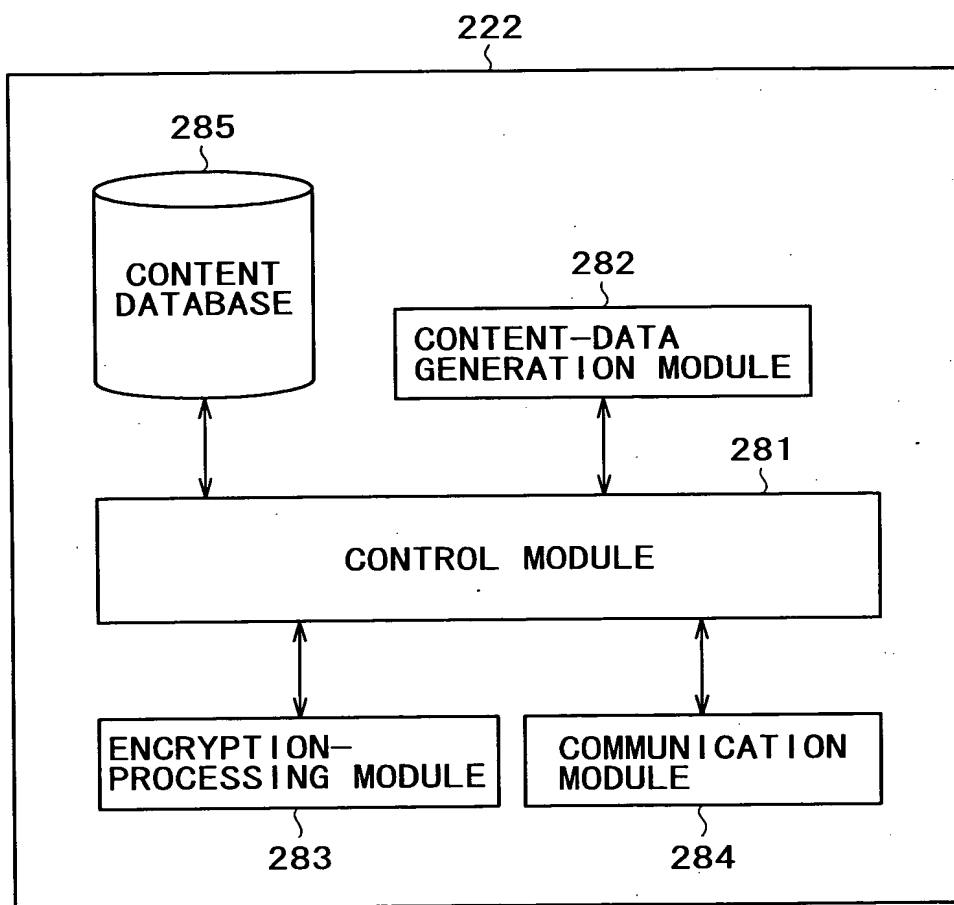 222
285
CONTENT
DATABASE
282
CONTENT-DATA
GENERATION MODULE
281
CONTROL MODULE
ENCRYPTION-
PROCESSING MODULE
283
COMMUNICATION
MODULE
284